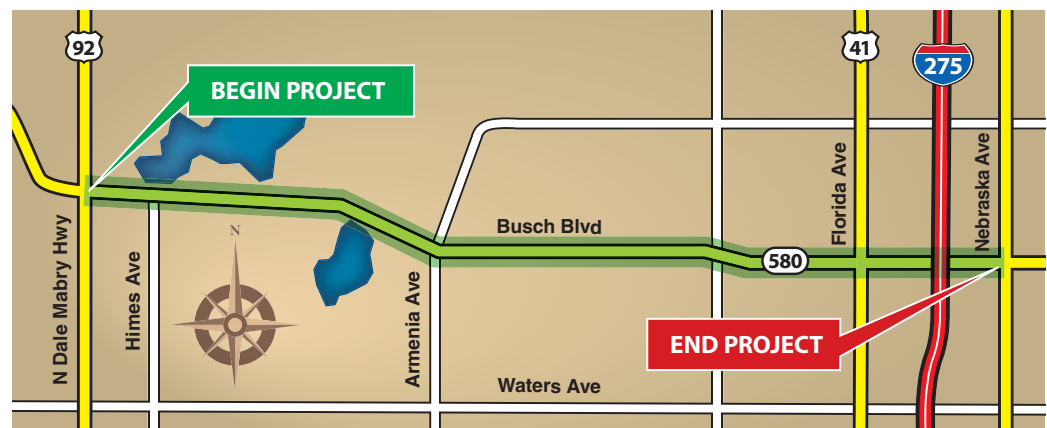 92
41
275
BEGIN PROJECT
N Dale Mabry Hwy
Himes Ave
N
Armenia Ave
Busch Blvd
580
Florida Ave
Nebraska Ave
END PROJECT
Waters Ave